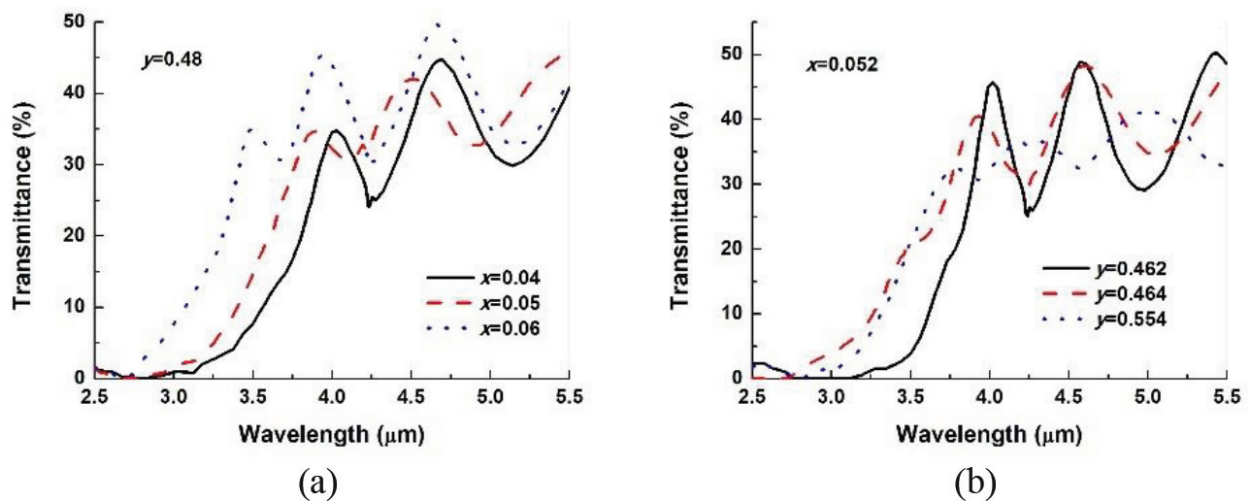 Transmittance (%)
50
40
30
20
10
0
y=0.48
x=0.04
x=0.05
x=0.06
2.5 3.0 3.5 4.0 4.5 5.0 5.5
Wavelength (μm)
(a)
Transmittance (%)
50
40
30
20
10
0
x=0.052
y=0.462
y=0.464
y=0.554
2.5 3.0 3.5 4.0 4.5 5.0 5.5
Wavelength (μm)
(b)